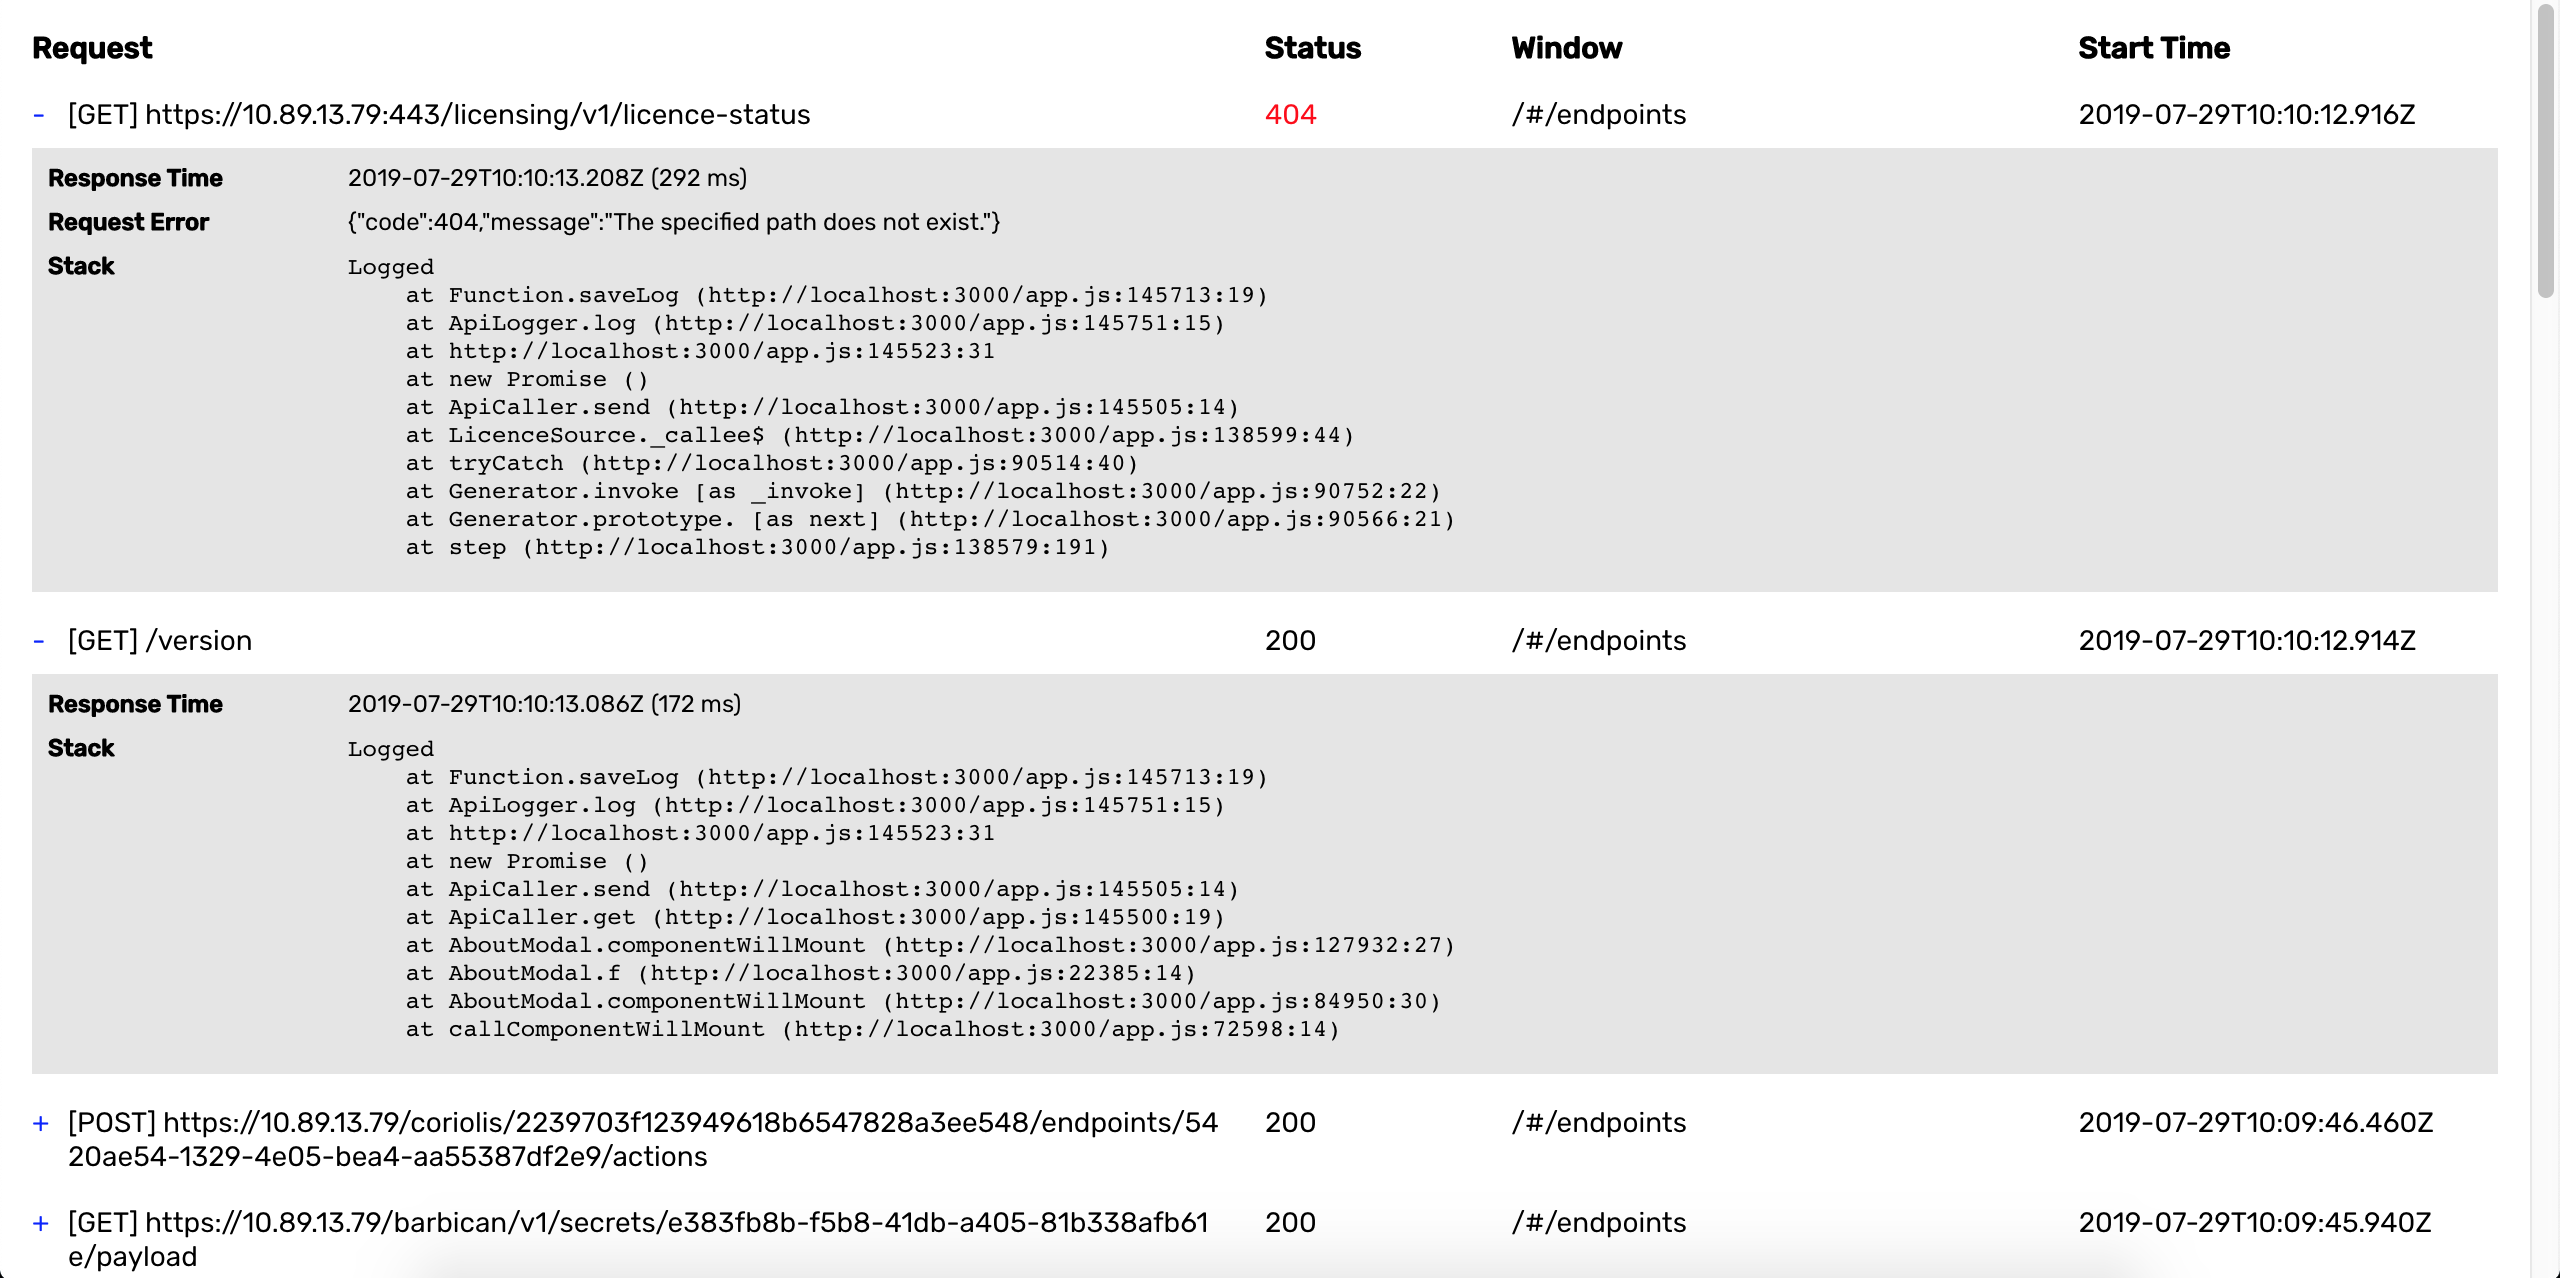 Request Status Window Start Time
- [GET] https://10.89.13.79:443/licensing/v1/licence-status 404 /#/endpoints 2019-07-29T10:10:12.916Z
Response Time 2019-07-29T10:10:13.208Z (292 ms)
Request Error {"code":404,"message":"The specified path does not exist."}
Stack Logged
at Function.saveLog (http://localhost:3000/app.js:145713:19)
at ApiLogger.log (http://localhost:3000/app.js:145751:15)
at http://localhost:3000/app.js:145523:31
at new Promise ()
at ApiCaller.send (http://localhost:3000/app.js:145505:14)
at LicenceSource._callee$ (http://localhost:3000/app.js:138599:44)
at tryCatch (http://localhost:3000/app.js:90514:40)
at Generator.invoke [as _invoke] (http://localhost:3000/app.js:90752:22)
at Generator.prototype. [as next] (http://localhost:3000/app.js:90566:21)
at step (http://localhost:3000/app.js:138579:191)
- [GET] /version 200 /#/endpoints 2019-07-29T10:10:12.914Z
Response Time 2019-07-29T10:10:13.086Z (172 ms)
Stack Logged
at Function.saveLog (http://localhost:3000/app.js:145713:19)
at ApiLogger.log (http://localhost:3000/app.js:145751:15)
at http://localhost:3000/app.js:145523:31
at new Promise ()
at ApiCaller.send (http://localhost:3000/app.js:145505:14)
at ApiCaller.get (http://localhost:3000/app.js:145500:19)
at AboutModal.componentWillMount (http://localhost:3000/app.js:127932:27)
at AboutModal.f (http://localhost:3000/app.js:22385:14)
at AboutModal.componentWillMount (http://localhost:3000/app.js:84950:30)
at callComponentWillMount (http://localhost:3000/app.js:72598:14)
+ [POST] https://10.89.13.79/coriolis/2239703f123949618b6547828a3ee548/endpoints/54 200 /#/endpoints 2019-07-29T10:09:46.460Z
20ae54-1329-4e05-bea4-aa55387df2e9/actions
+ [GET] https://10.89.13.79/barbican/v1/secrets/e383fb8b-f5b8-41db-a405-81b338afb61 200 /#/endpoints 2019-07-29T10:09:45.940Z
e/payload